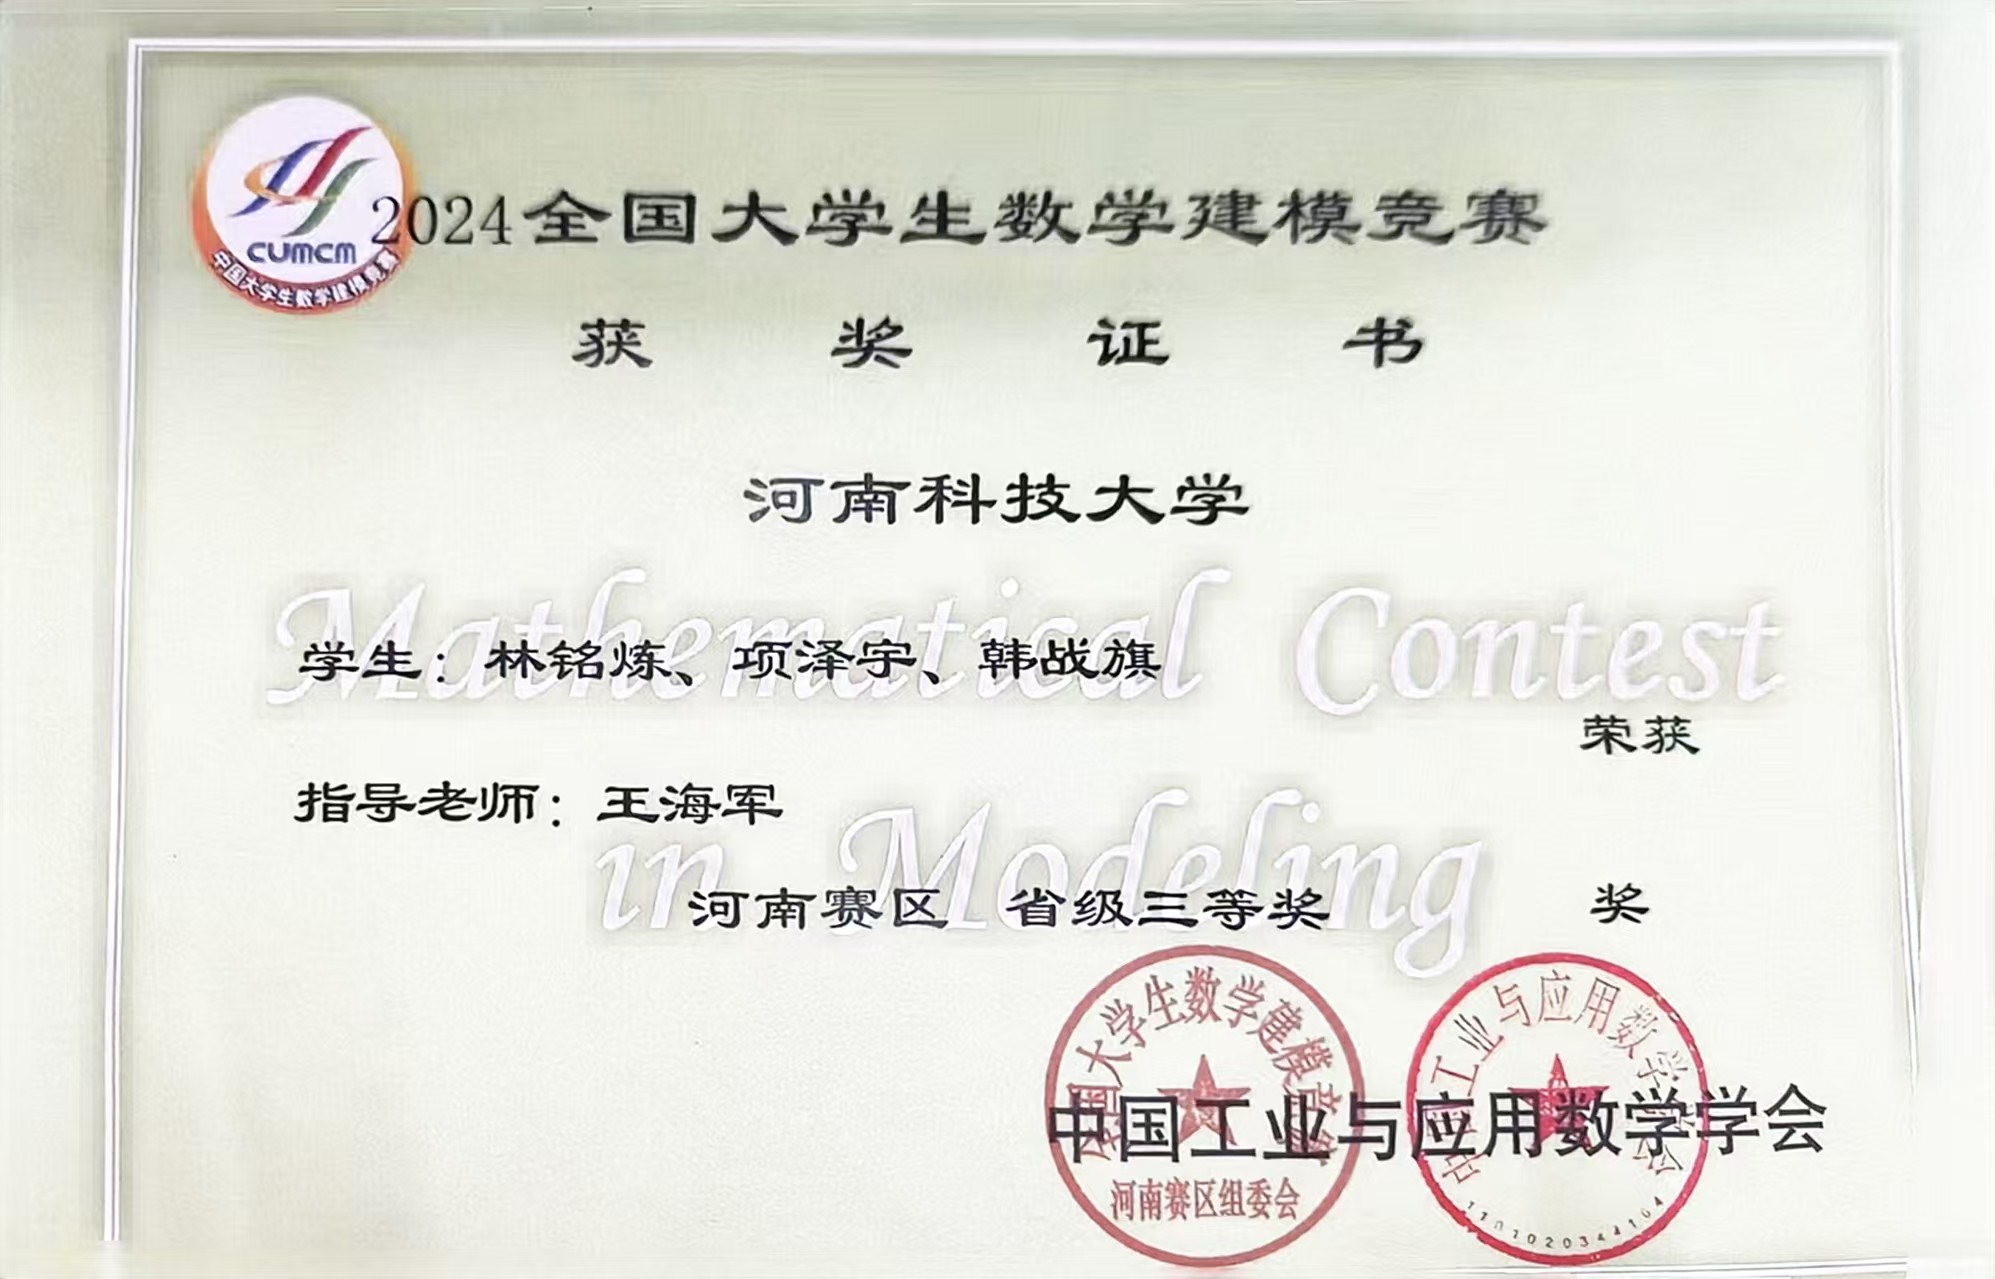 CUMCM
中国大学生数学建模竞赛
2024全国大学生数学建模竞赛
获 奖 证 书
河南科技大学
Mathematical Contest
学生：林铭炼、项泽宇、韩战旗
荣获
指导老师：王海军
in Modeling
河南赛区 省级三等奖 奖
全国大学生数学建模竞赛
中国工业与应用数学学会
中国工业与应用数学学会
河南赛区组委会
1101020344104